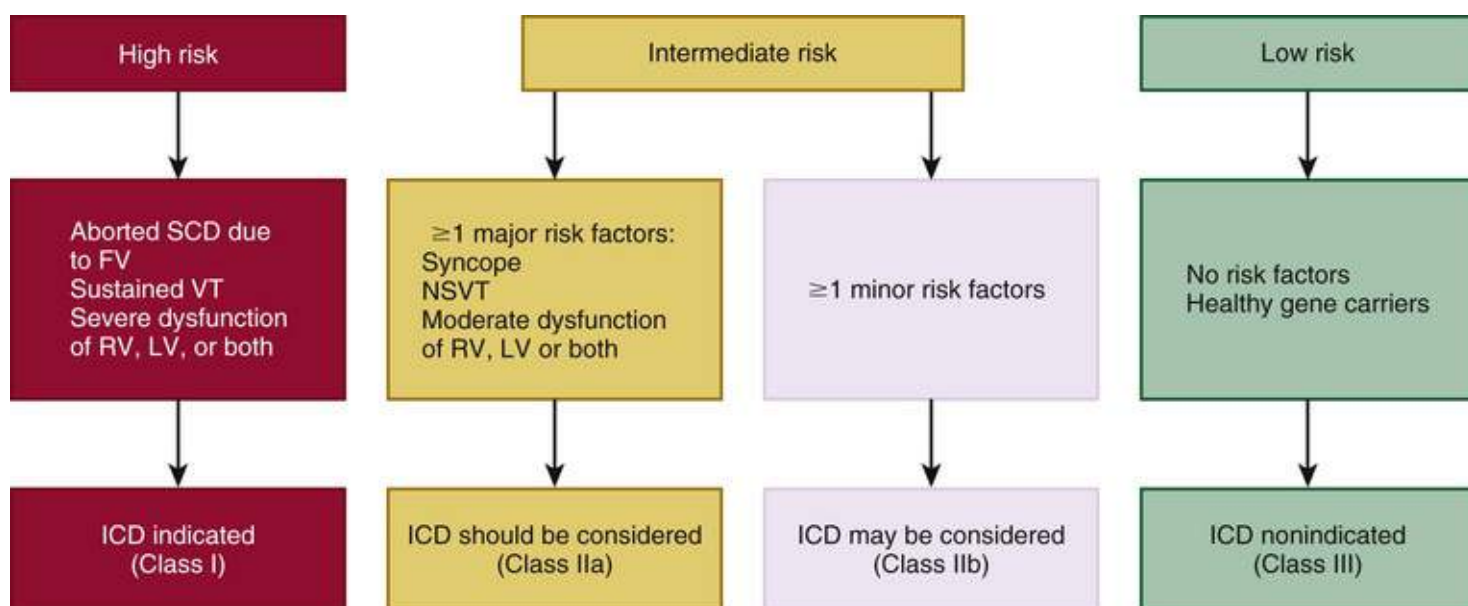 High risk
Intermediate risk
Low risk
Aborted SCD due
to FV
Sustained VT
Severe dysfunction
of RV, LV, or both
≥1 major risk factors:
Syncope
NSVT
Moderate dysfunction
of RV, LV or both
≥1 minor risk factors
No risk factors
Healthy gene carriers
ICD indicated
(Class I)
ICD should be considered
(Class IIa)
ICD may be considered
(Class IIb)
ICD nonindicated
(Class III)